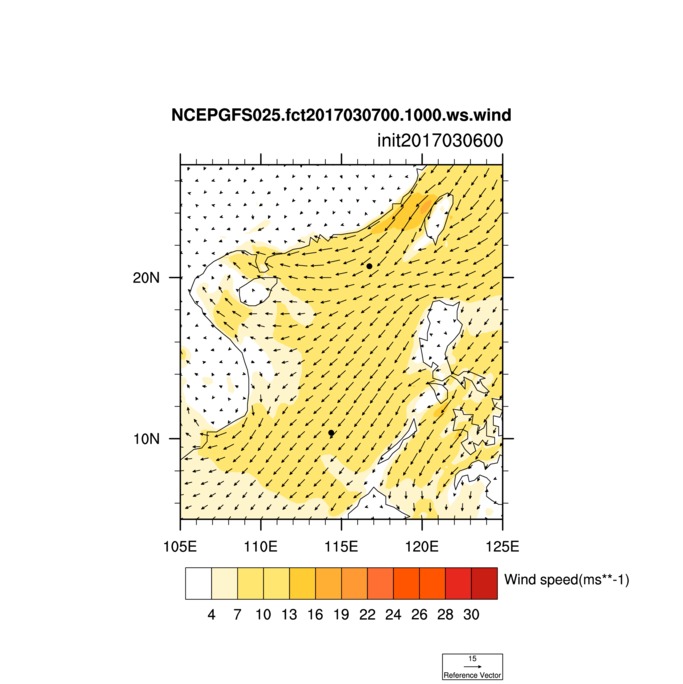 NCEPGFS025.fct2017030700.1000.ws.wind
init2017030600
20N
10N
105E 110E 115E 120E 125E
Wind speed(ms**-1)
4 7 10 13 16 19 22 24 26 28 30
15
Reference Vector